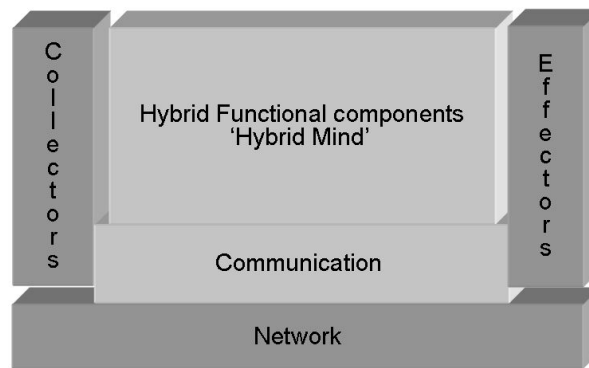 Collectors
Hybrid Functional components
‘Hybrid Mind’
Effectors
Communication
Network